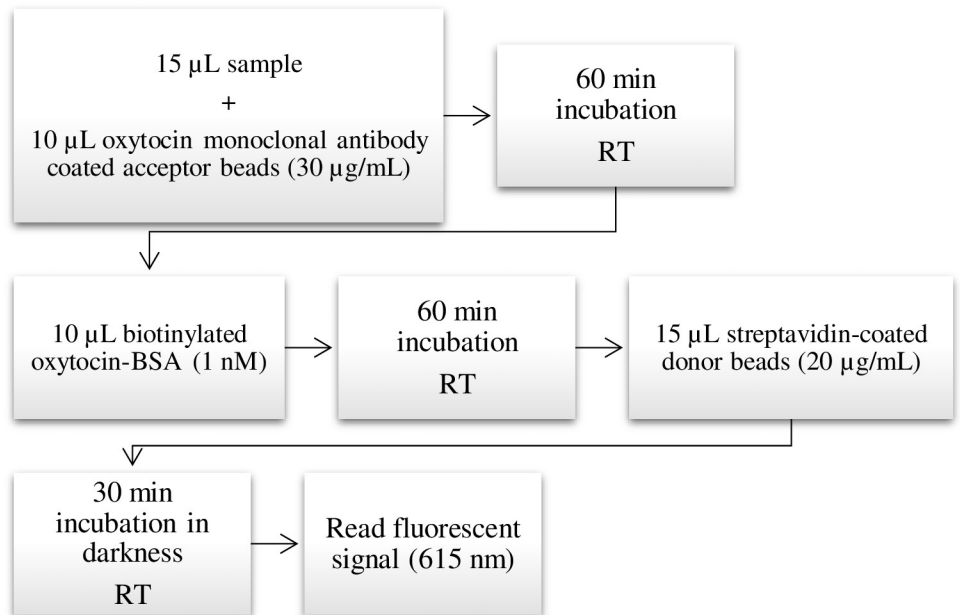 15 µL sample
+
10 µL oxytocin monoclonal antibody
coated acceptor beads (30 µg/mL)
60 min
incubation
RT
10 µL biotinylated
oxytocin-BSA (1 nM)
60 min
incubation
RT
15 µL streptavidin-coated
donor beads (20 µg/mL)
30 min
incubation in
darkness
RT
Read fluorescent
signal (615 nm)